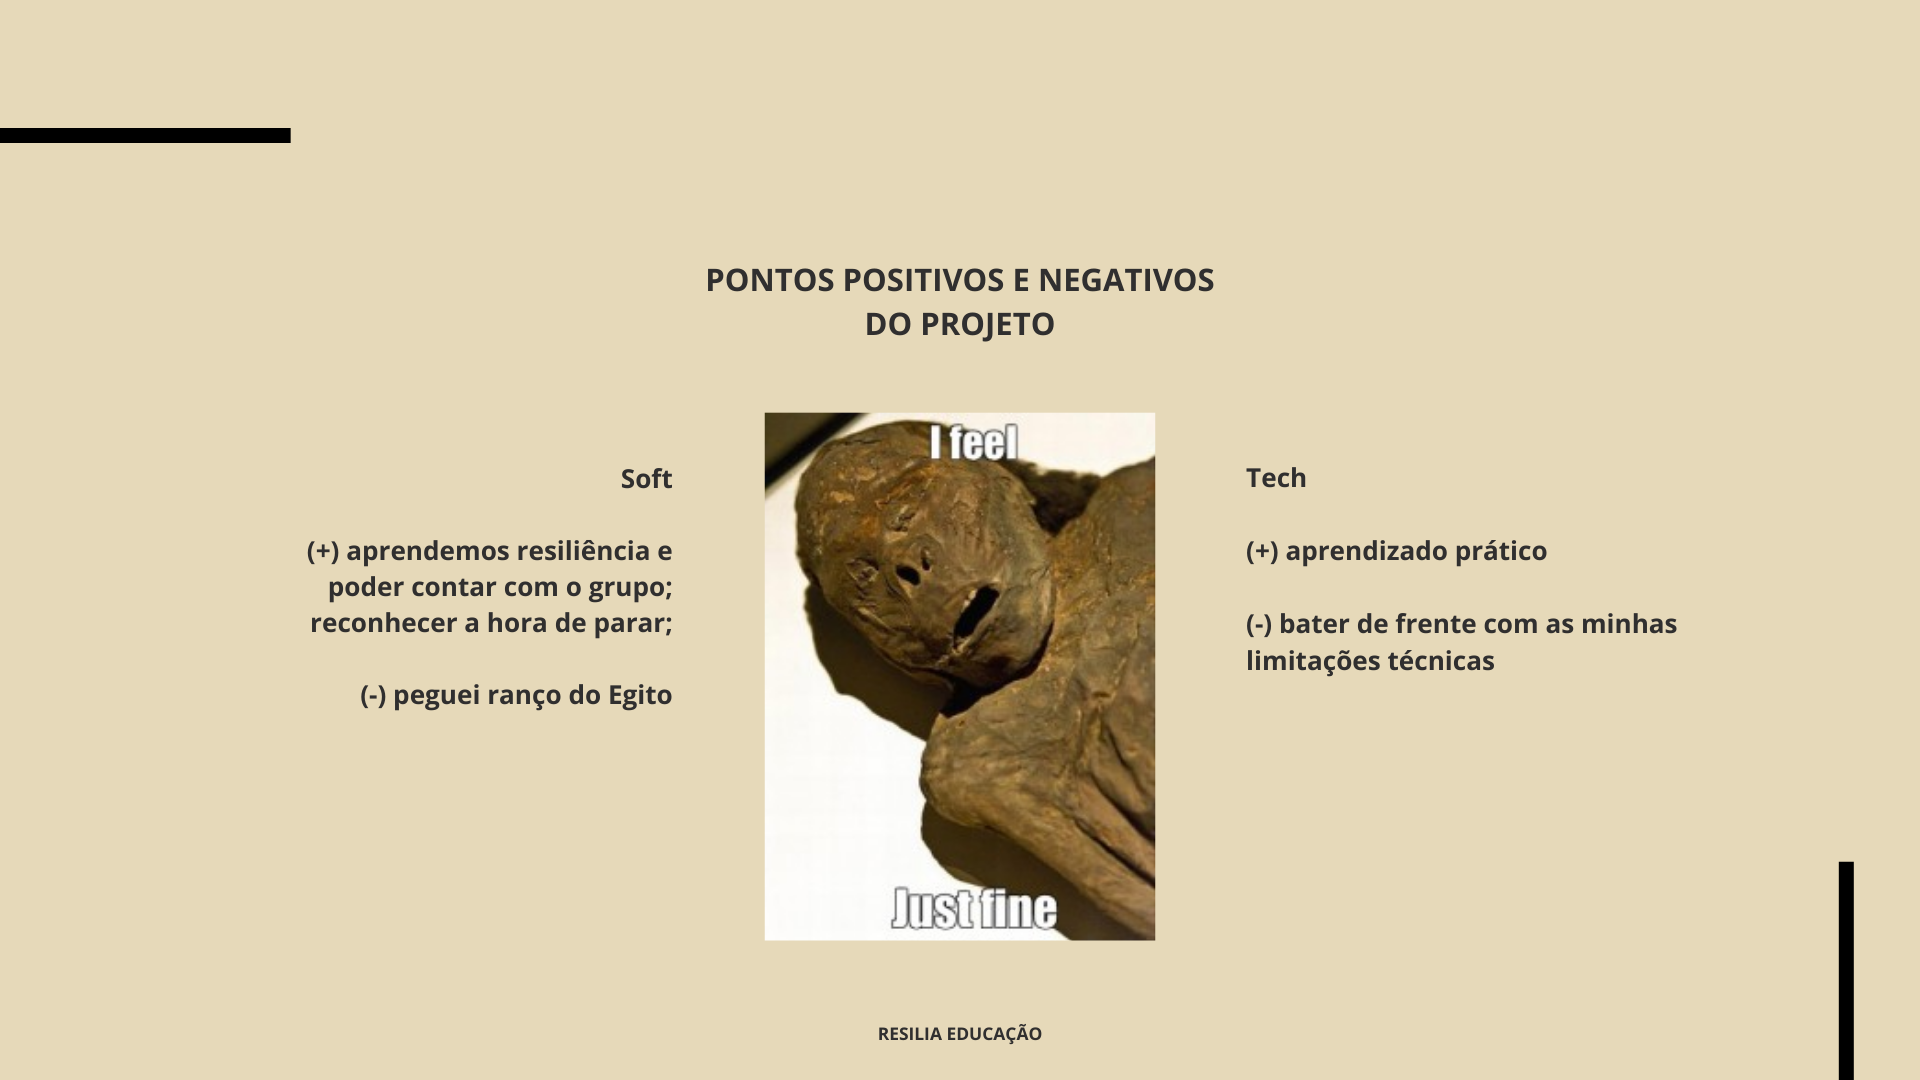 PONTOS POSITIVOS E NEGATIVOS
DO PROJETO
Soft
(+) aprendemos resiliência e
poder contar com o grupo;
reconhecer a hora de parar;
(-) peguei ranço do Egito
I feel
Just fine
Tech
(+) aprendizado prático
(-) bater de frente com as minhas
limitações técnicas
RESILIA EDUCAÇÃO